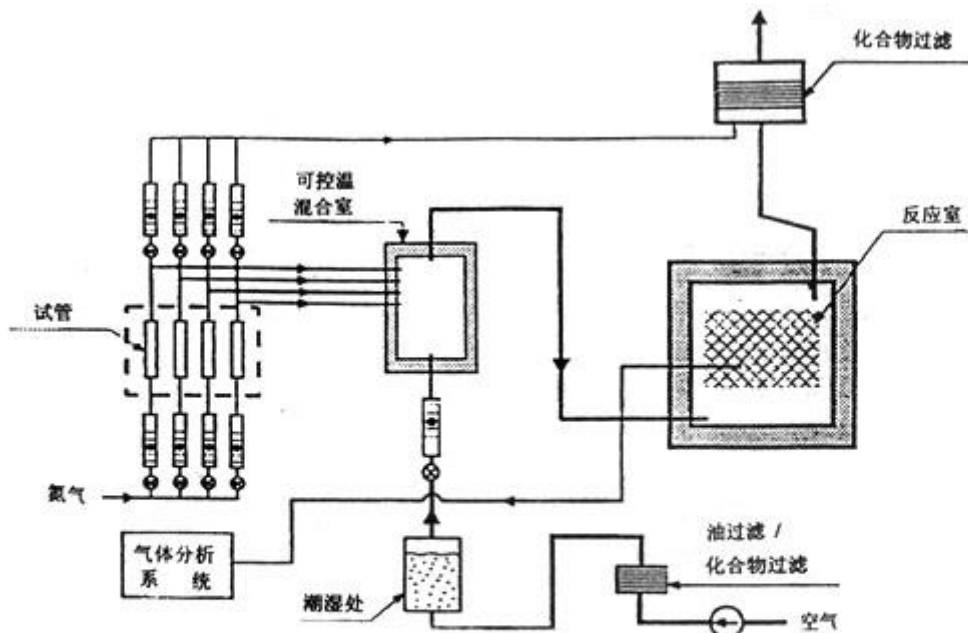 化合物过滤
可控温
混合室
反应室
试管
氮气
气体分析
系 统
潮湿处
油过滤 /
化合物过滤
空气